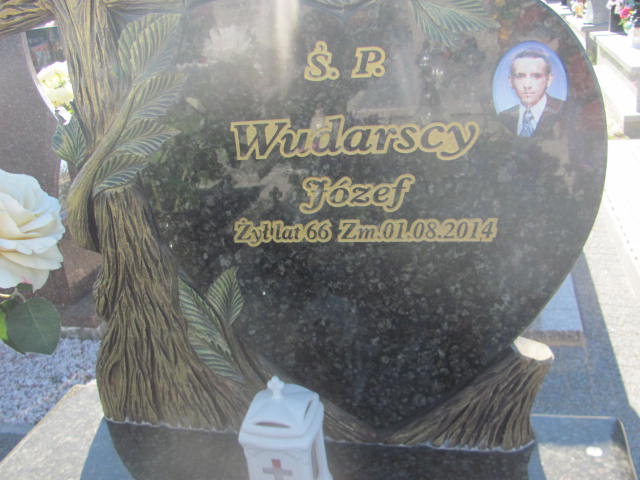 Ś. P.
Wudarscy
Józef
Żył lat 66 Zm.01.08.2014